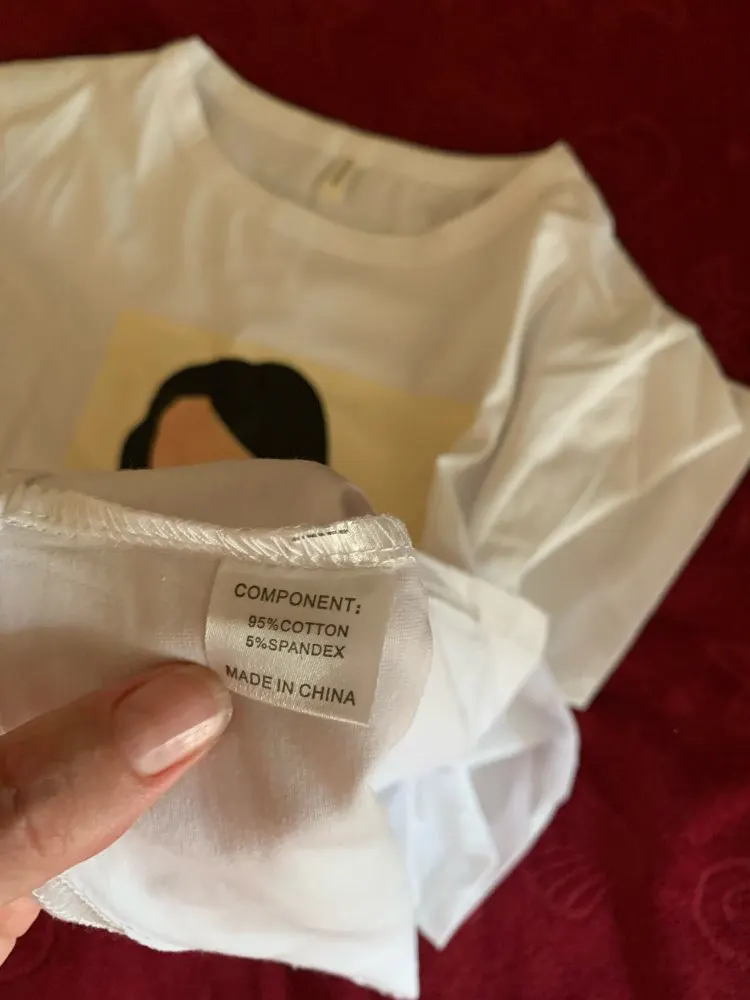 COMPONENT:
95%COTTON
5%SPANDEX
MADE IN CHINA